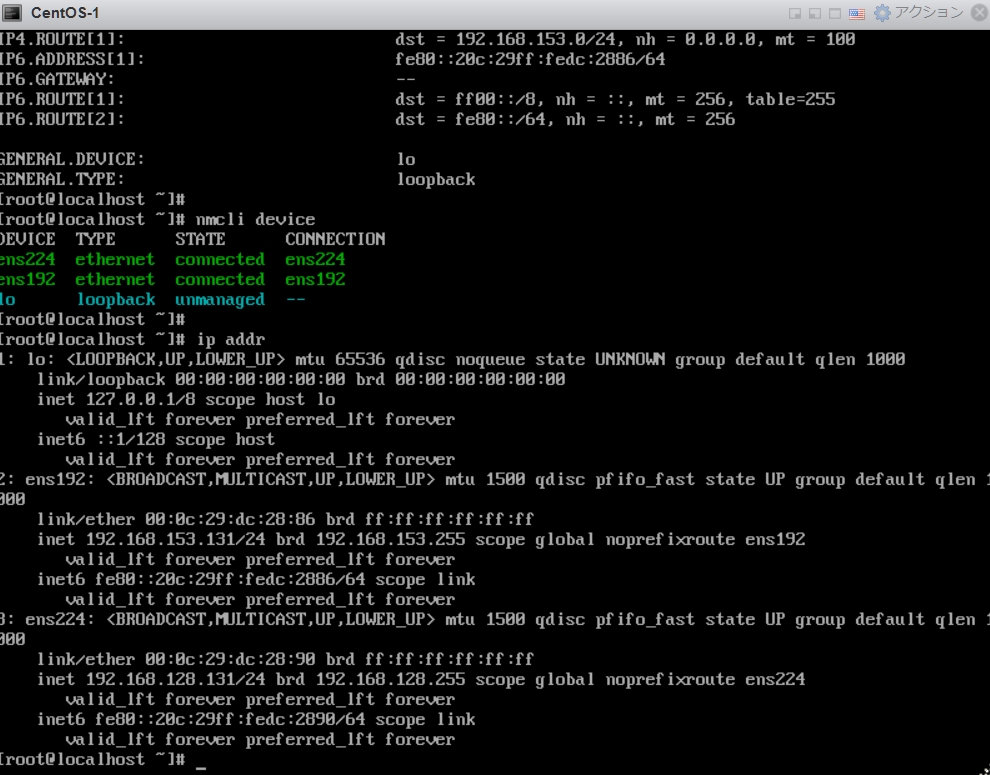 CentOS-1 アクション
IP4.ROUTE[1]: dst = 192.168.153.0/24, nh = 0.0.0.0, mt = 100
IP6.ADDRESS[1]: fe80::20c:29ff:fedc:2886/64
IP6.GATEWAY: --
IP6.ROUTE[1]: dst = ff00::/8, nh = ::, mt = 256, table=255
IP6.ROUTE[2]: dst = fe80::/64, nh = ::, mt = 256
GENERAL.DEVICE: lo
GENERAL.TYPE: loopback
[root@localhost ~]#
[root@localhost ~]# nmcli device
DEVICE TYPE STATE CONNECTION
ens224 ethernet connected ens224
ens192 ethernet connected ens192
lo loopback unmanaged --
[root@localhost ~]#
[root@localhost ~]# ip addr
1: lo: <LOOPBACK,UP,LOWER_UP> mtu 65536 qdisc noqueue state UNKNOWN group default qlen 1000
link/loopback 00:00:00:00:00:00 brd 00:00:00:00:00:00
inet 127.0.0.1/8 scope host lo
valid_lft forever preferred_lft forever
inet6 ::1/128 scope host
valid_lft forever preferred_lft forever
2: ens192: <BROADCAST,MULTICAST,UP,LOWER_UP> mtu 1500 qdisc pfifo_fast state UP group default qlen 1
000
link/ether 00:0c:29:dc:28:86 brd ff:ff:ff:ff:ff:ff
inet 192.168.153.131/24 brd 192.168.153.255 scope global noprefixroute ens192
valid_lft forever preferred_lft forever
inet6 fe80::20c:29ff:fedc:2886/64 scope link
valid_lft forever preferred_lft forever
3: ens224: <BROADCAST,MULTICAST,UP,LOWER_UP> mtu 1500 qdisc pfifo_fast state UP group default qlen 1
000
link/ether 00:0c:29:dc:28:90 brd ff:ff:ff:ff:ff:ff
inet 192.168.128.131/24 brd 192.168.128.255 scope global noprefixroute ens224
valid_lft forever preferred_lft forever
inet6 fe80::20c:29ff:fedc:2890/64 scope link
valid_lft forever preferred_lft forever
[root@localhost ~]# _